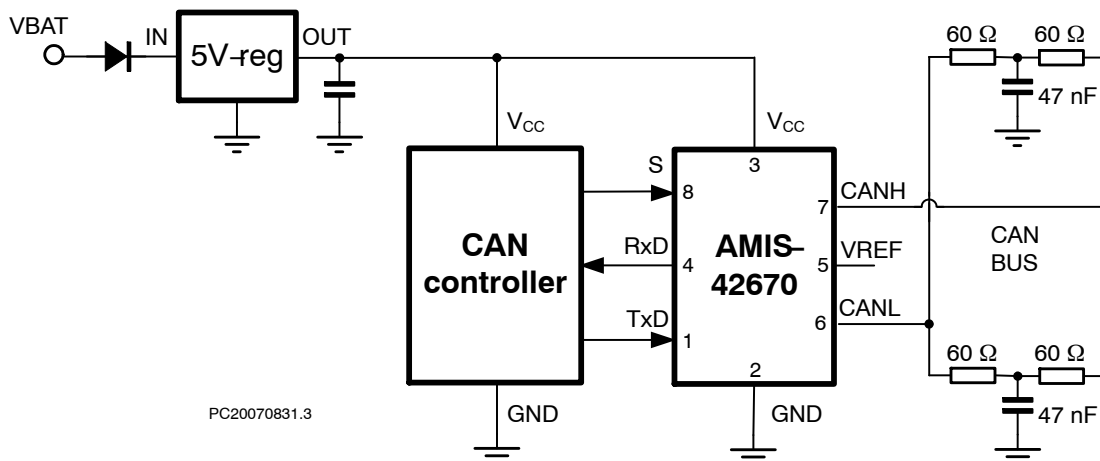 VBAT
IN
5V-reg
OUT
60 Ω
60 Ω
47 nF
VCC
VCC
S
8
3
7
CANH
CAN
controller
RxD
4
AMIS-
42670
5
VREF
CAN
BUS
TxD
1
6
CANL
2
60 Ω
60 Ω
47 nF
PC20070831.3
GND
GND